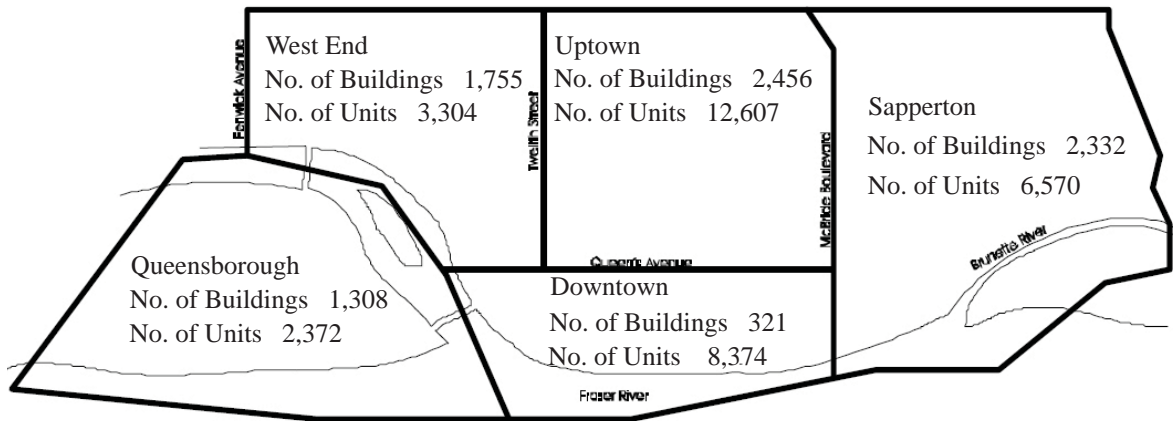 West End
No. of Buildings 1,755
No. of Units 3,304
Uptown
No. of Buildings 2,456
No. of Units 12,607
Sapperton
No. of Buildings 2,332
No. of Units 6,570
Fenwick Avenue
Twelfth Street
McBride Boulevard
Queen's Avenue
Brunette River
Queensborough
No. of Buildings 1,308
No. of Units 2,372
Downtown
No. of Buildings 321
No. of Units 8,374
Fraser River